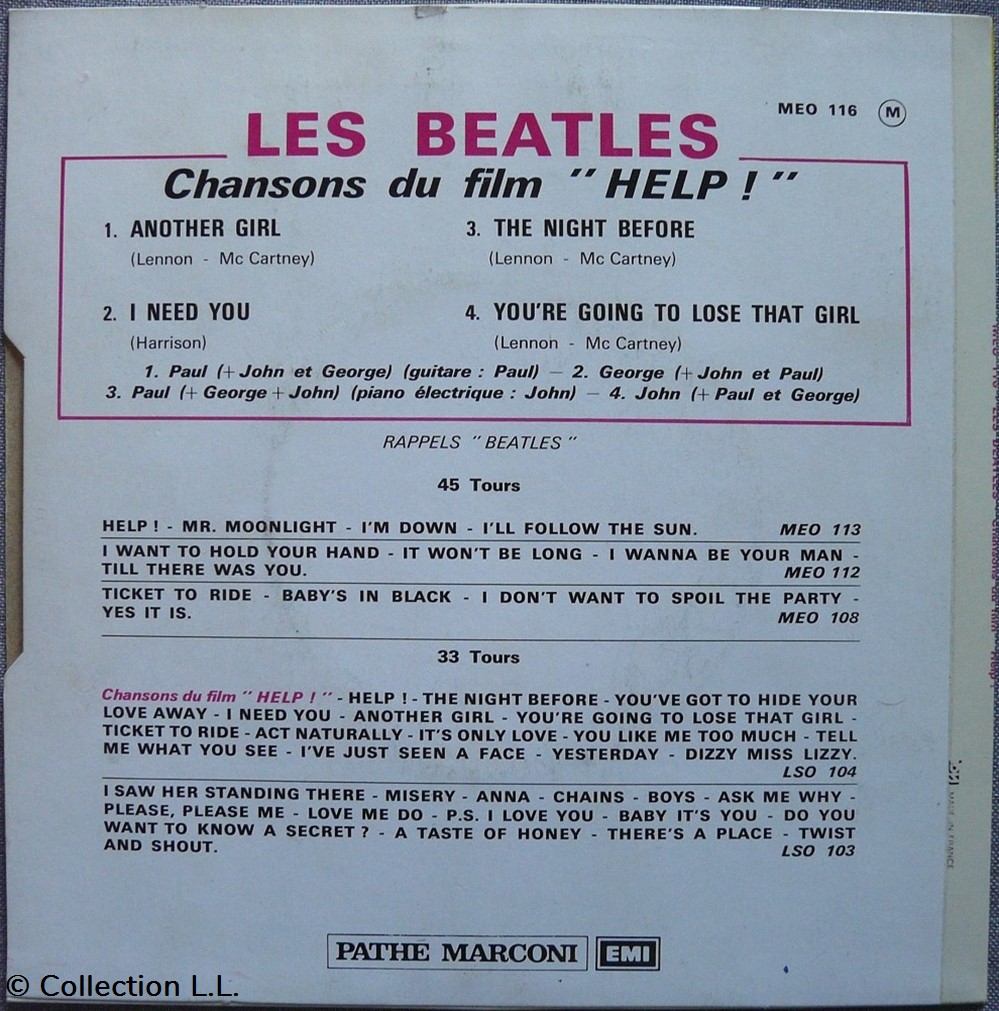 MEO 116 M
LES BEATLES
Chansons du film " HELP ! "
1. ANOTHER GIRL
(Lennon - Mc Cartney)
2. I NEED YOU
(Harrison)
3. THE NIGHT BEFORE
(Lennon - Mc Cartney)
4. YOU'RE GOING TO LOSE THAT GIRL
(Lennon - Mc Cartney)
1. Paul (+ John et George) (guitare : Paul) — 2. George (+ John et Paul)
3. Paul (+ George + John) (piano électrique : John) — 4. John (+ Paul et George)
RAPPELS " BEATLES "
45 Tours
HELP ! - MR. MOONLIGHT - I'M DOWN - I'LL FOLLOW THE SUN. MEO 113
I WANT TO HOLD YOUR HAND - IT WON'T BE LONG - I WANNA BE YOUR MAN -
TILL THERE WAS YOU. MEO 112
TICKET TO RIDE - BABY'S IN BLACK - I DON'T WANT TO SPOIL THE PARTY -
YES IT IS. MEO 108
33 Tours
Chansons du film " HELP ! " - HELP ! - THE NIGHT BEFORE - YOU'VE GOT TO HIDE YOUR
LOVE AWAY - I NEED YOU - ANOTHER GIRL - YOU'RE GOING TO LOSE THAT GIRL -
TICKET TO RIDE - ACT NATURALLY - IT'S ONLY LOVE - YOU LIKE ME TOO MUCH - TELL
ME WHAT YOU SEE - I'VE JUST SEEN A FACE - YESTERDAY - DIZZY MISS LIZZY.
LSO 104
I SAW HER STANDING THERE - MISERY - ANNA - CHAINS - BOYS - ASK ME WHY -
PLEASE, PLEASE ME - LOVE ME DO - P.S. I LOVE YOU - BABY IT'S YOU - DO YOU
WANT TO KNOW A SECRET ? - A TASTE OF HONEY - THERE'S A PLACE - TWIST
AND SHOUT. LSO 103
MADE IN FRANCE
PATHÉ MARCONI EMI
© Collection L.L.